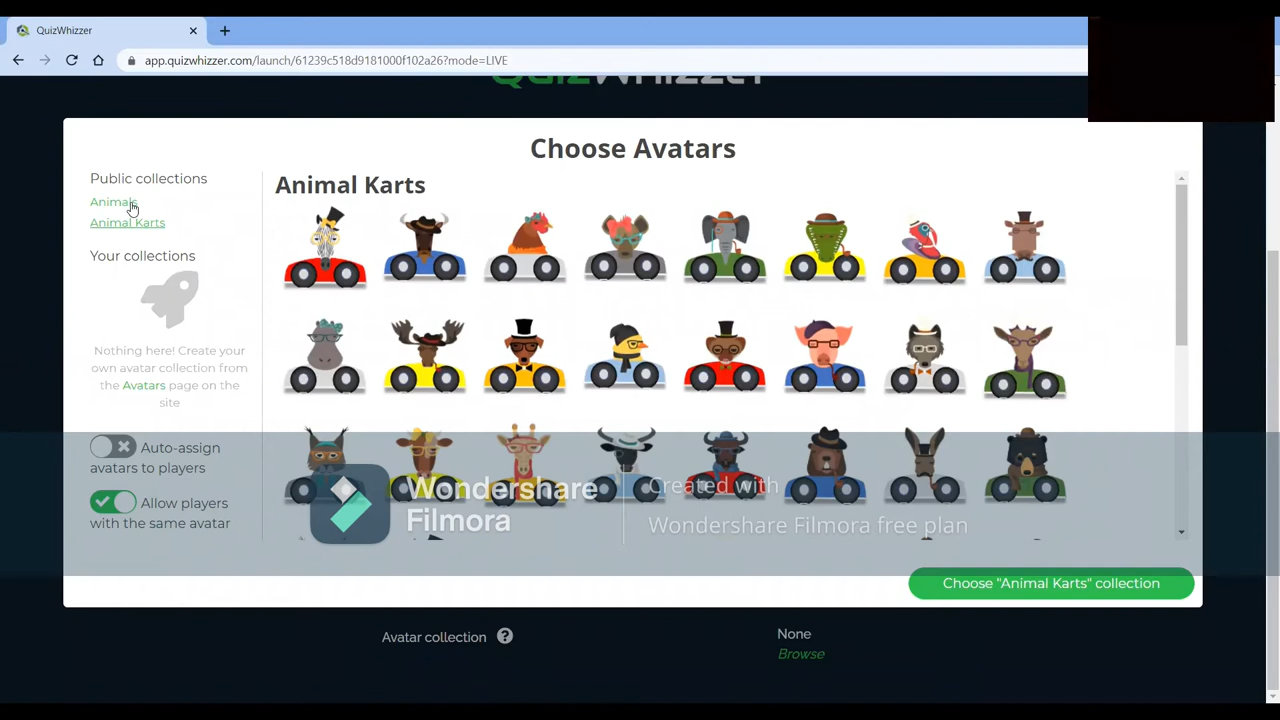 QuizWhizzer
app.quizwhizzer.com/launch/61239c518d9181000f102a26?mode=LIVE
QuizWhizzer
Choose Avatars
Public collections
Animals
Animal Karts
Your collections
Nothing here! Create your
own avatar collection from
the Avatars page on the
site
Auto-assign
avatars to players
Allow players
with the same avatar
Animal Karts
Wondershare
Filmora
Created with
Wondershare Filmora free plan
Choose "Animal Karts" collection
Avatar collection ?
None
Browse